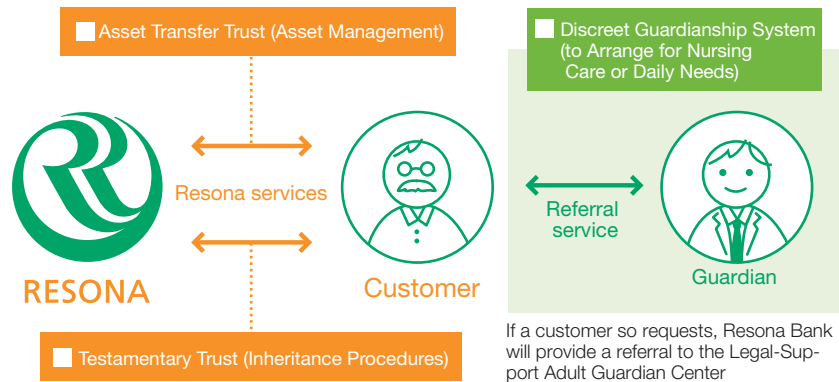 Asset Transfer Trust (Asset Management)
Discreet Guardianship System
(to Arrange for Nursing
Care or Daily Needs)
Resona services
Referral
service
RESONA
Customer
Guardian
Testamentary Trust (Inheritance Procedures)
If a customer so requests, Resona Bank
will provide a referral to the Legal-Sup-
port Adult Guardian Center